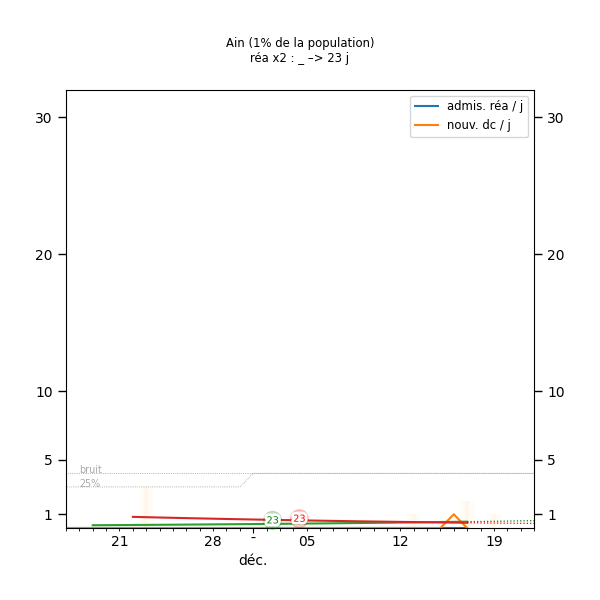 Ain (1% de la population)
réa x2 : _ –> 23 j
admis. réa / j
nouv. dc / j
30 30
20 20
10 10
5 5
bruit
25%
1 23 23 1
21 28 - 05 12 19
déc.